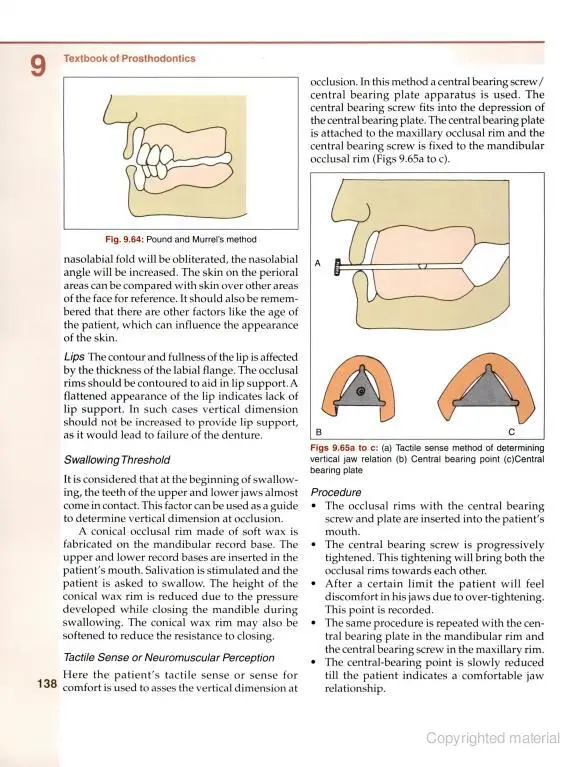 9
Textbook of Prosthodontics
Fig. 9.64: Pound and Murrel's method
nasolabial fold will be obliterated, the nasolabial
angle will be increased. The skin on the perioral
areas can be compared with skin over other areas
of the face for reference. It should also be remem-
bered that there are other factors like the age of
the patient, which can influence the appearance
of the skin.
Lips The contour and fullness of the lip is affected
by the thickness of the labial flange. The occlusal
rims should be contoured to aid in lip support. A
flattened appearance of the lip indicates lack of
lip support. In such cases vertical dimension
should not be increased to provide lip support,
as it would lead to failure of the denture.
Swallowing Threshold
It is considered that at the beginning of swallow-
ing, the teeth of the upper and lower jaws almost
come in contact. This factor can be used as a guide
to determine vertical dimension at occlusion.
A conical occlusal rim made of soft wax is
fabricated on the mandibular record base. The
upper and lower record bases are inserted in the
patient's mouth. Salivation is stimulated and the
patient is asked to swallow. The height of the
conical wax rim is reduced due to the pressure
developed while closing the mandible during
swallowing. The conical wax rim may also be
softened to reduce the resistance to closing.
Tactile Sense or Neuromuscular Perception
Here the patient's tactile sense or sense for
comfort is used to asses the vertical dimension at
138
occlusion. In this method a central bearing screw/
central bearing plate apparatus is used. The
central bearing screw fits into the depression of
the central bearing plate. The central bearing plate
is attached to the maxillary occlusal rim and the
central bearing screw is fixed to the mandibular
occlusal rim (Figs 9.65a to c).
A
B
C
Figs 9.65a to c: (a) Tactile sense method of determining
vertical jaw relation (b) Central bearing point (c)Central
bearing plate
Procedure
• The occlusal rims with the central bearing
screw and plate are inserted into the patient's
mouth.
• The central bearing screw is progressively
tightened. This tightening will bring both the
occlusal rims towards each other.
• After a certain limit the patient will feel
discomfort in his jaws due to over-tightening.
This point is recorded.
• The same procedure is repeated with the cen-
tral bearing plate in the mandibular rim and
the central bearing screw in the maxillary rim.
• The central-bearing point is slowly reduced
till the patient indicates a comfortable jaw
relationship.
Copyrighted material